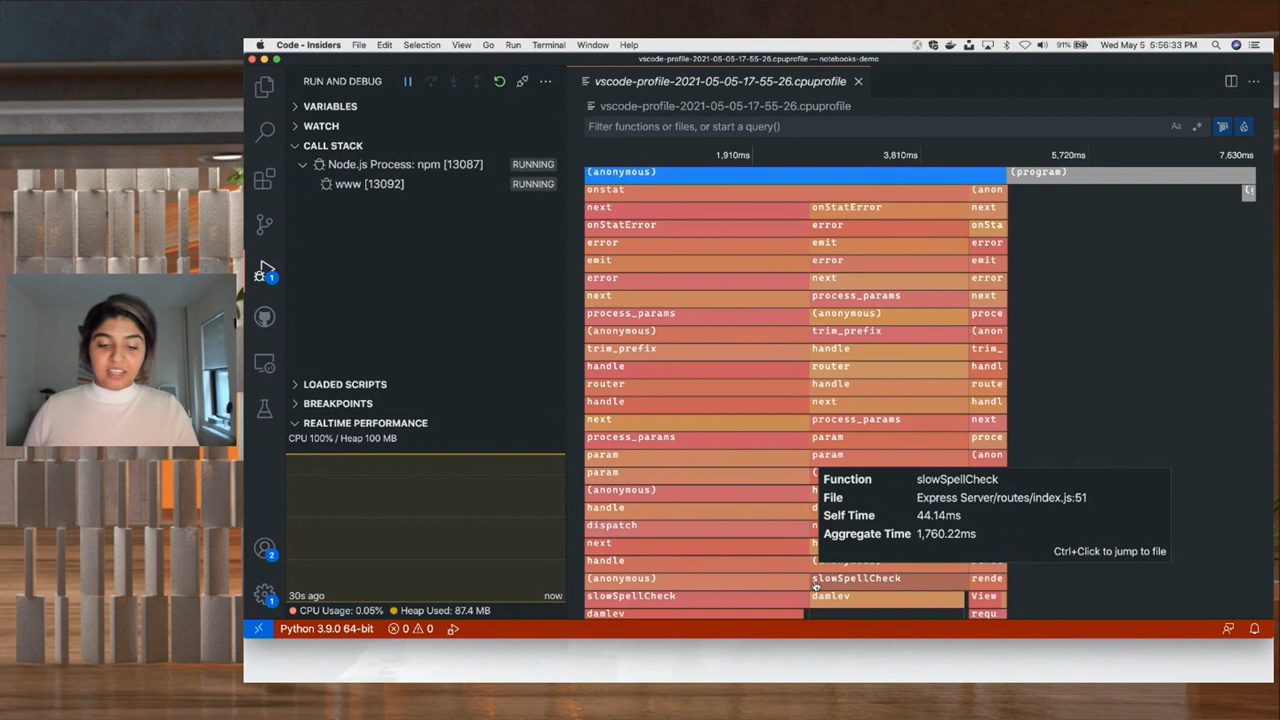 Code - Insiders File Edit Selection View Go Run Terminal Window Help 91% Wed May 5 5:56:33 PM
vscode-profile-2021-05-05-17-55-26.cpuprofile — notebooks-demo
RUN AND DEBUG
VARIABLES
WATCH
CALL STACK
Node.js Process: npm [13087] RUNNING
www [13092] RUNNING
LOADED SCRIPTS
BREAKPOINTS
REALTIME PERFORMANCE
CPU 100% / Heap 100 MB
30s ago now
CPU Usage: 0.05% Heap Used: 87.4 MB
1
2
1
vscode-profile-2021-05-05-17-55-26.cpuprofile
vscode-profile-2021-05-05-17-55-26.cpuprofile
Filter functions or files, or start a query() Aa
1,910ms 3,810ms 5,720ms 7,630ms
(anonymous) (program)
onstat (anon
next onStatError next
onStatError error onSta
error emit error
emit error emit
error next error
next process_params next
process_params (anonymous) proce
(anonymous) trim_prefix (anon
trim_prefix handle trim_
handle router handl
router handle route
handle next handl
next process_params next
process_params param proce
param param (anon
param
(anonymous)
handle
dispatch
next
handle
(anonymous) slowSpellCheck rende
slowSpellCheck damlev View
damlev requ
Function slowSpellCheck
File Express Server/routes/index.js:51
Self Time 44.14ms
Aggregate Time 1,760.22ms
Ctrl+Click to jump to file
Python 3.9.0 64-bit 0 0